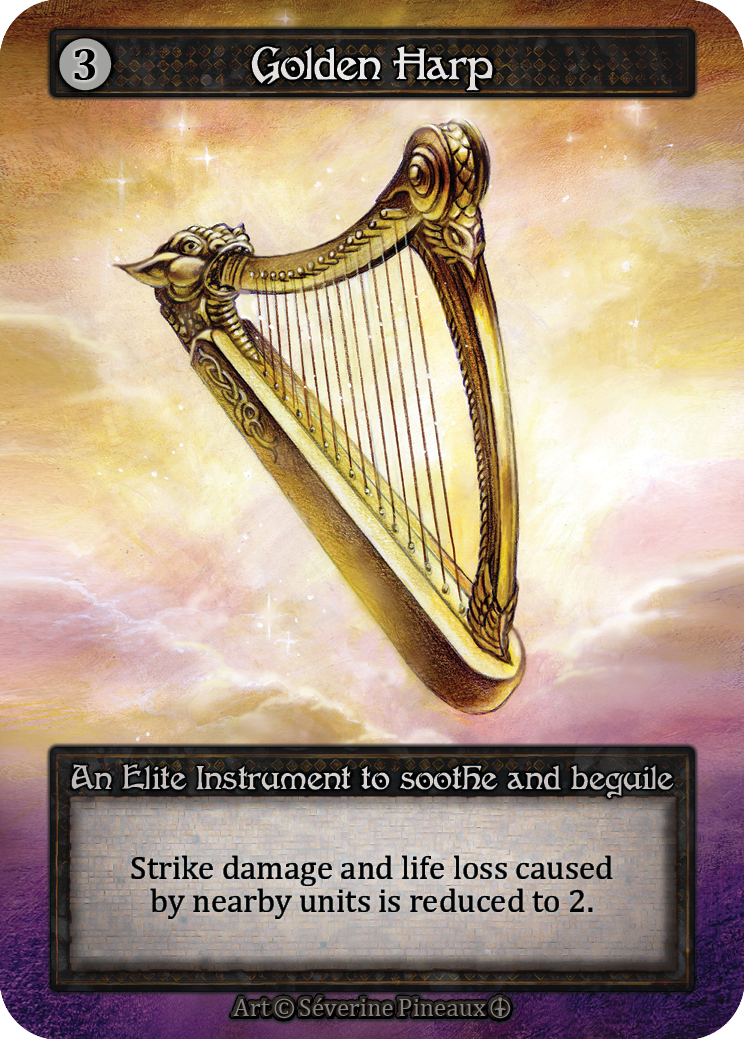 3
Golden Harp
An Elite Instrument to soothe and beguile
Strike damage and life loss caused
by nearby units is reduced to 2.
Art © Séverine Pineaux